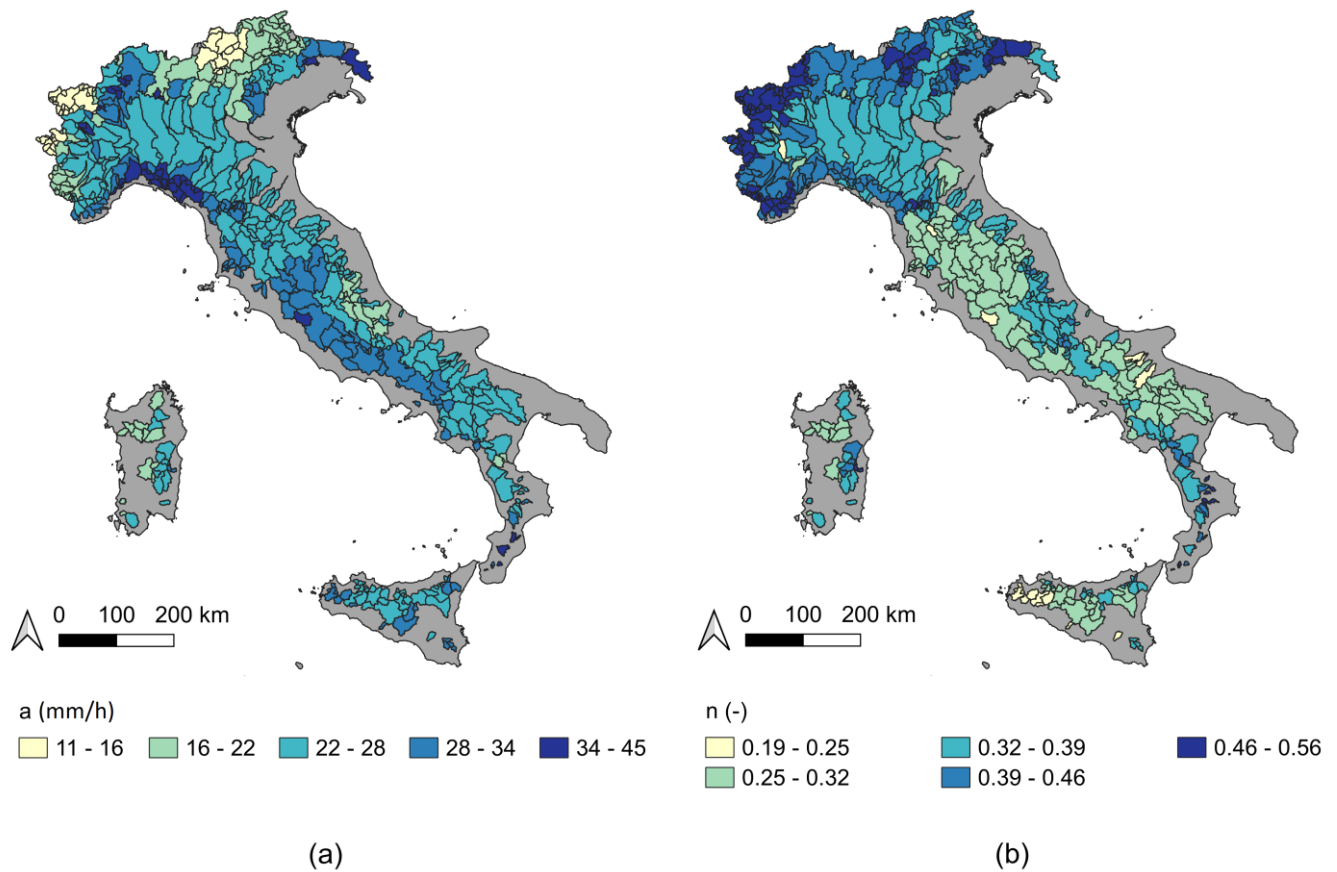 0 100 200 km
0 100 200 km
a (mm/h)
11 - 16 16 - 22 22 - 28 28 - 34 34 - 45
n (-)
0.19 - 0.25 0.32 - 0.39 0.46 - 0.56
0.25 - 0.32 0.39 - 0.46
(a)
(b)